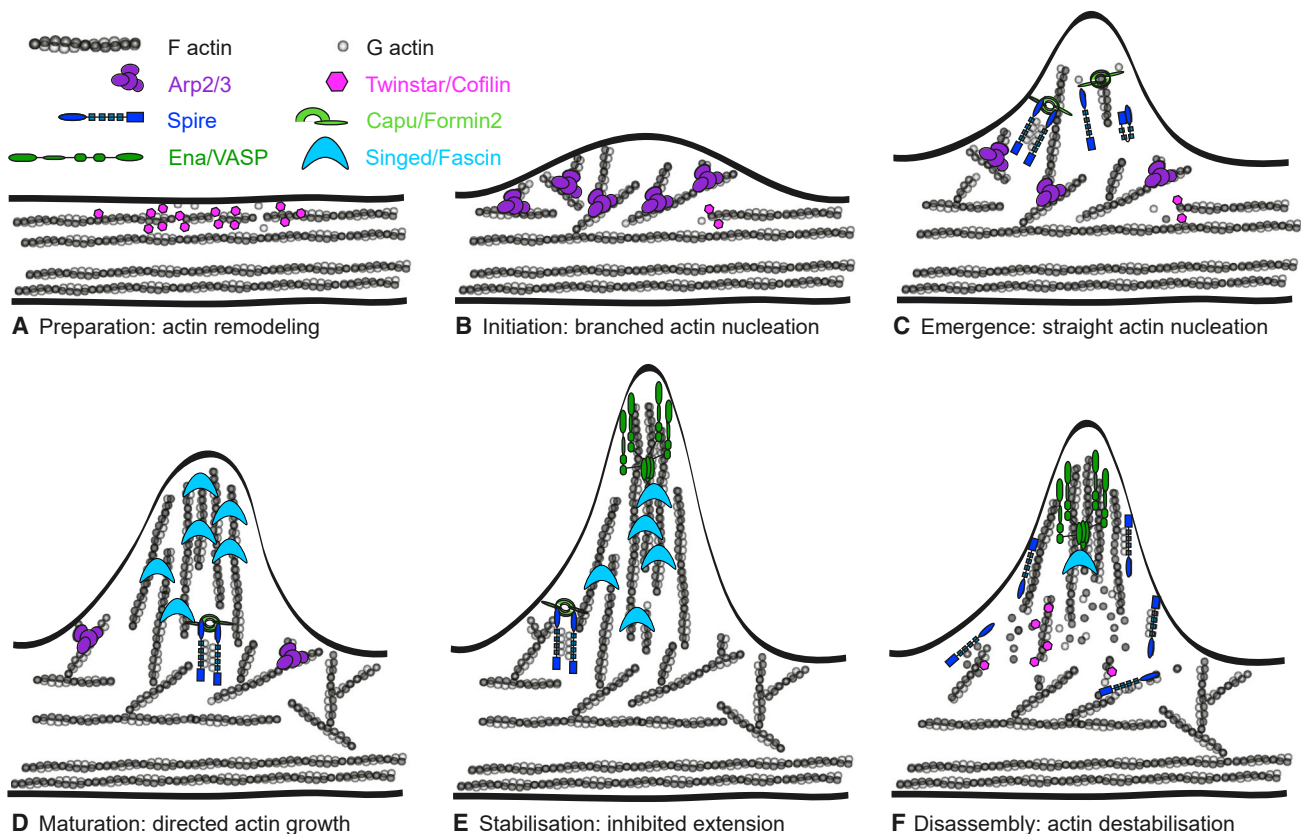 F actin
G actin
Arp2/3
Twinstar/Cofilin
Spire
Capu/Formin2
Ena/VASP
Singed/Fascin
A Preparation: actin remodeling
B Initiation: branched actin nucleation
C Emergence: straight actin nucleation
D Maturation: directed actin growth
E Stabilisation: inhibited extension
F Disassembly: actin destabilisation